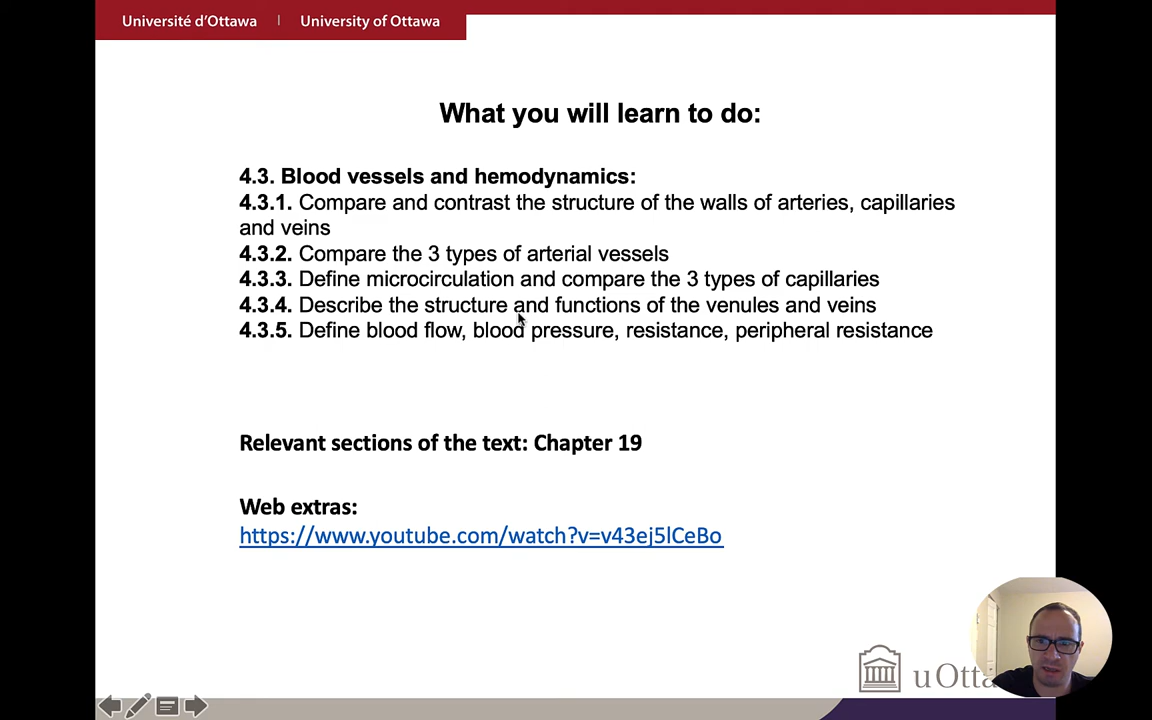 Université d'Ottawa | University of Ottawa
What you will learn to do:
4.3. Blood vessels and hemodynamics:
4.3.1. Compare and contrast the structure of the walls of arteries, capillaries
and veins
4.3.2. Compare the 3 types of arterial vessels
4.3.3. Define microcirculation and compare the 3 types of capillaries
4.3.4. Describe the structure and functions of the venules and veins
4.3.5. Define blood flow, blood pressure, resistance, peripheral resistance
Relevant sections of the text: Chapter 19
Web extras:
https://www.youtube.com/watch?v=v43ej5lCeBo